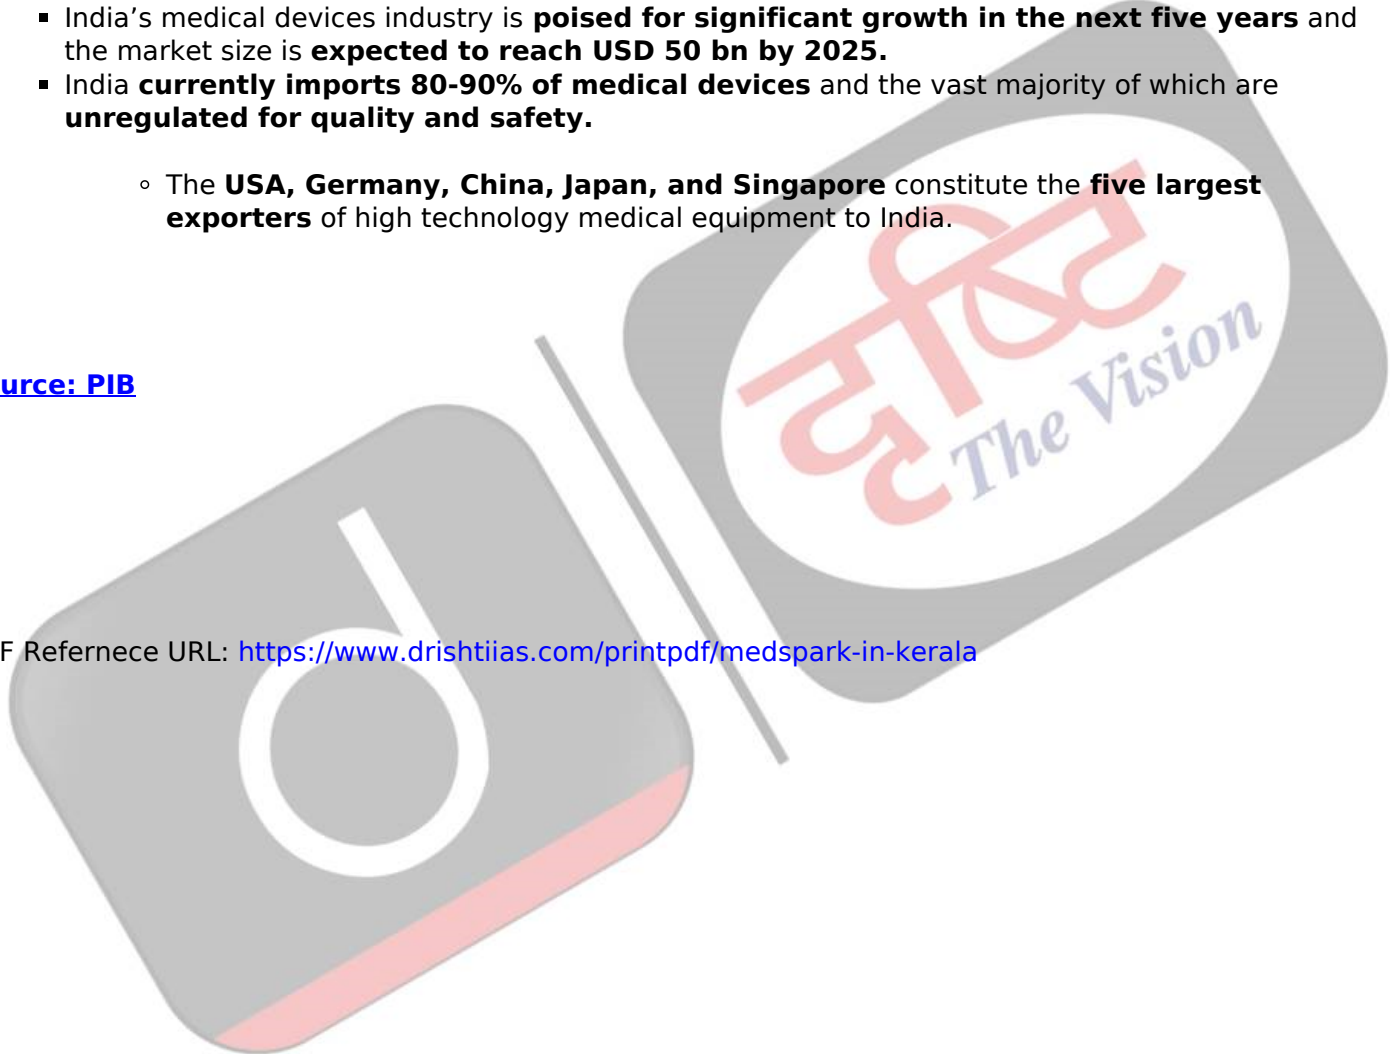 ▪ India’s medical devices industry is poised for significant growth in the next five years and
the market size is expected to reach USD 50 bn by 2025.
▪ India currently imports 80-90% of medical devices and the vast majority of which are
unregulated for quality and safety.
◦ The USA, Germany, China, Japan, and Singapore constitute the five largest
exporters of high technology medical equipment to India.
दृष्टि
The Vision
urce: PIB
d
F Refernece URL: https://www.drishtiias.com/printpdf/medspark-in-kerala